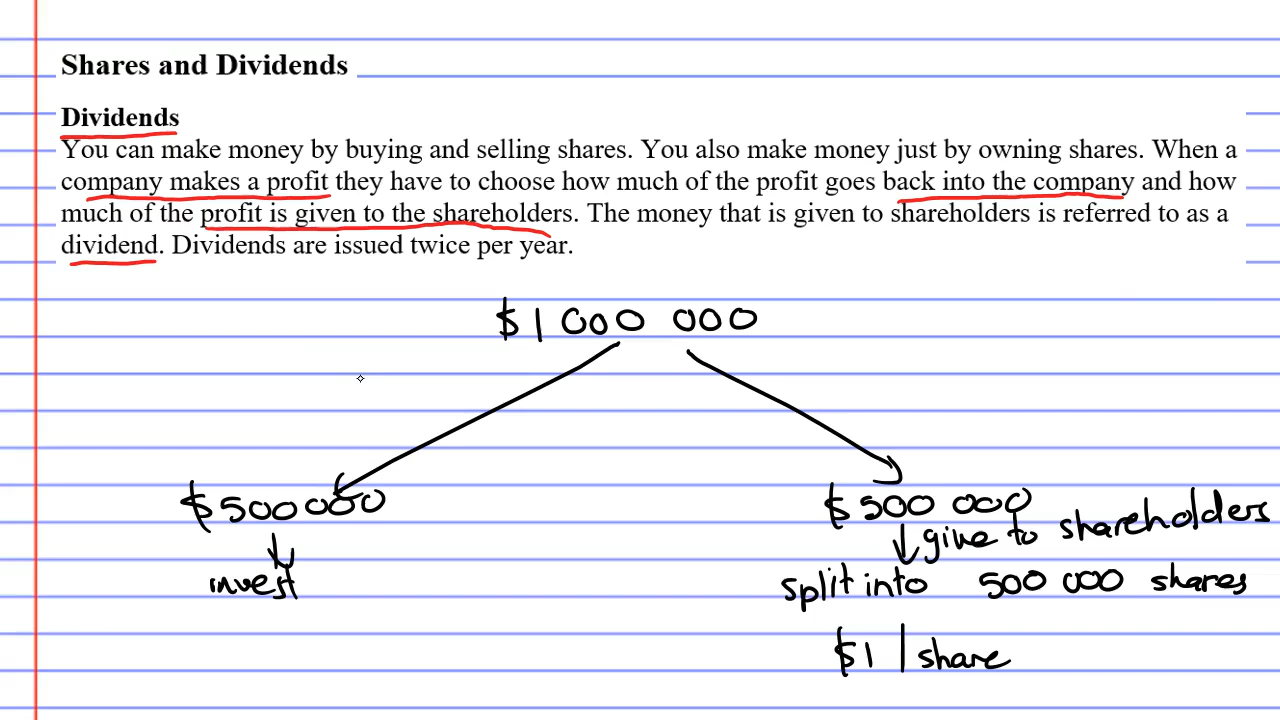 Shares and Dividends
Dividends
You can make money by buying and selling shares. You also make money just by owning shares. When a
company makes a profit they have to choose how much of the profit goes back into the company and how
much of the profit is given to the shareholders. The money that is given to shareholders is referred to as a
dividend. Dividends are issued twice per year.
$1 000 000
$500000
invest
$500 000
give to shareholders
split into 500 000 shares
$1 | share